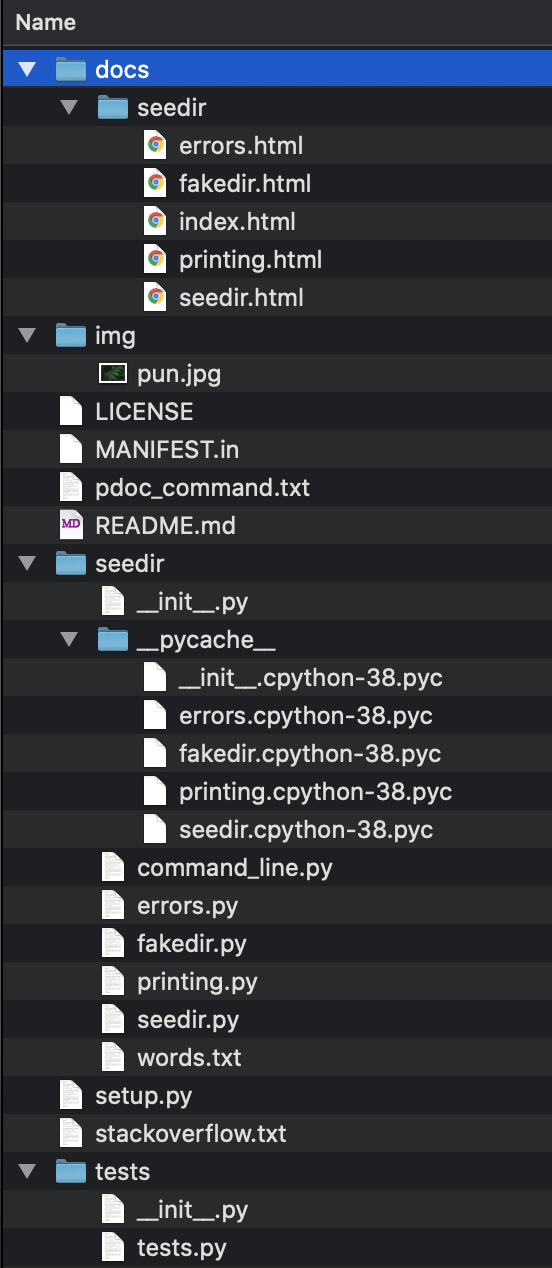 Name
docs
seedir
errors.html
fakedir.html
index.html
printing.html
seedir.html
img
pun.jpg
LICENSE
MANIFEST.in
pdoc_command.txt
MD README.md
seedir
__init__.py
__pycache__
__init__.cpython-38.pyc
errors.cpython-38.pyc
fakedir.cpython-38.pyc
printing.cpython-38.pyc
seedir.cpython-38.pyc
command_line.py
errors.py
fakedir.py
printing.py
seedir.py
words.txt
setup.py
stackoverflow.txt
tests
__init__.py
tests.py